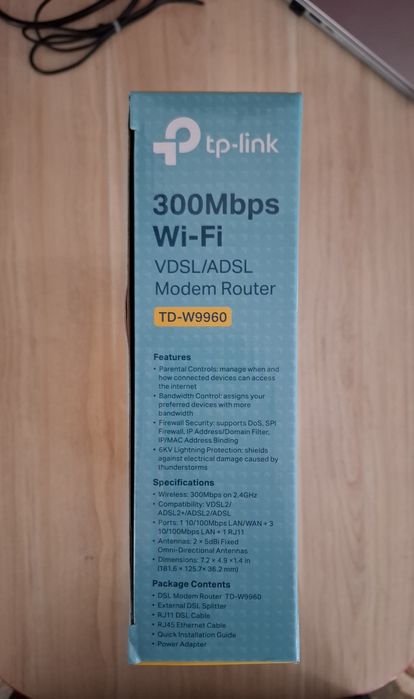 tp-link
300Mbps
Wi-Fi
VDSL/ADSL
Modem Router
TD-W9960
Features
• Parental Controls: manage when and
how connected devices can access
the internet
• Bandwidth Control: assigns your
preferred devices with more
bandwidth
• Firewall Security: supports DoS, SPI
Firewall, IP Address/Domain Filter,
IP/MAC Address Binding
• 6KV Lightning Protection: shields
against electrical damage caused by
thunderstorms
Specifications
• Wireless: 300Mbps on 2.4GHz
• Compatibility: VDSL2/
ADSL2+/ADSL2/ADSL
• Ports: 1 10/100Mbps LAN/WAN + 3
10/100Mbps LAN + 1 RJ11
• Antennas: 2 × 5dBi Fixed
Omni-Directional Antennas
• Dimensions: 7.2 × 4.9 ×1.4 in
(181.6 × 125.7× 36.2 mm)
Package Contents
• DSL Modem Router TD-W9960
• External DSL Splitter
• RJ11 DSL Cable
• RJ45 Ethernet Cable
• Quick Installation Guide
• Power Adapter